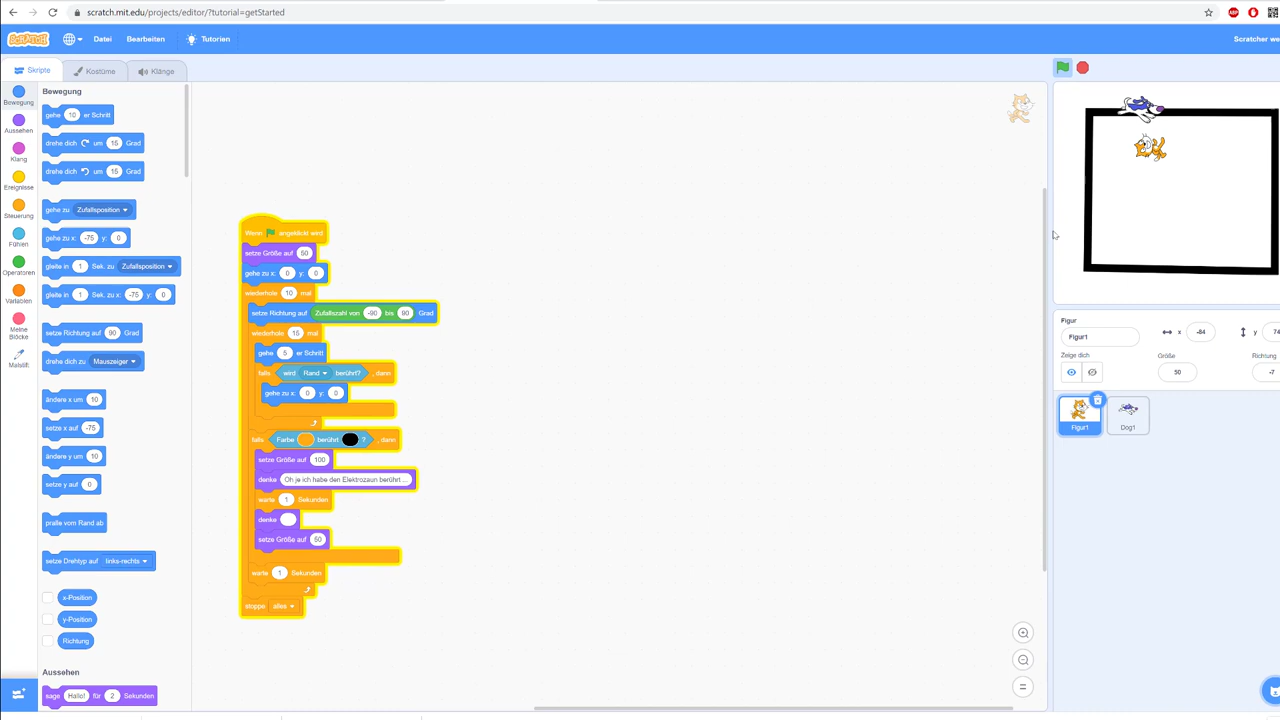 scratch.mit.edu/projects/editor/?tutorial=getStarted
ABP
SCRATCH Datei Bearbeiten Tutorien Scratcher we
Skripte Kostüme Klänge
Bewegung
Aussehen
Klang
Ereignisse
Steuerung
Fühlen
Operatoren
Variablen
Meine
Blöcke
Malstift
Bewegung
gehe 10 er Schritt
drehe dich um 15 Grad
drehe dich um 15 Grad
gehe zu Zufallsposition
gehe zu x: -75 y: 0
gleite in 1 Sek. zu Zufallsposition
gleite in 1 Sek. zu x: -75 y: 0
setze Richtung auf 90 Grad
drehe dich zu Mauszeiger
ändere x um 10
setze x auf -75
ändere y um 10
setze y auf 0
pralle vom Rand ab
setze Drehtyp auf links-rechts
x-Position
y-Position
Richtung
Aussehen
sage Hallo! für 2 Sekunden
Wenn angeklickt wird
setze Größe auf 50
gehe zu x: 0 y: 0
wiederhole 10 mal
setze Richtung auf Zufallszahl von -90 bis 90 Grad
wiederhole 15 mal
gehe 5 er Schritt
falls wird Rand berührt? , dann
gehe zu x: 0 y: 0
falls Farbe berührt ? , dann
setze Größe auf 100
denke Oh je ich habe den Elektrozaun berührt ...
warte 1 Sekunden
denke
setze Größe auf 50
warte 1 Sekunden
stoppe alles
Figur
Figur1 x -84 y 74
Zeige dich Größe Richtung
50 -7
Figur1 Dog1